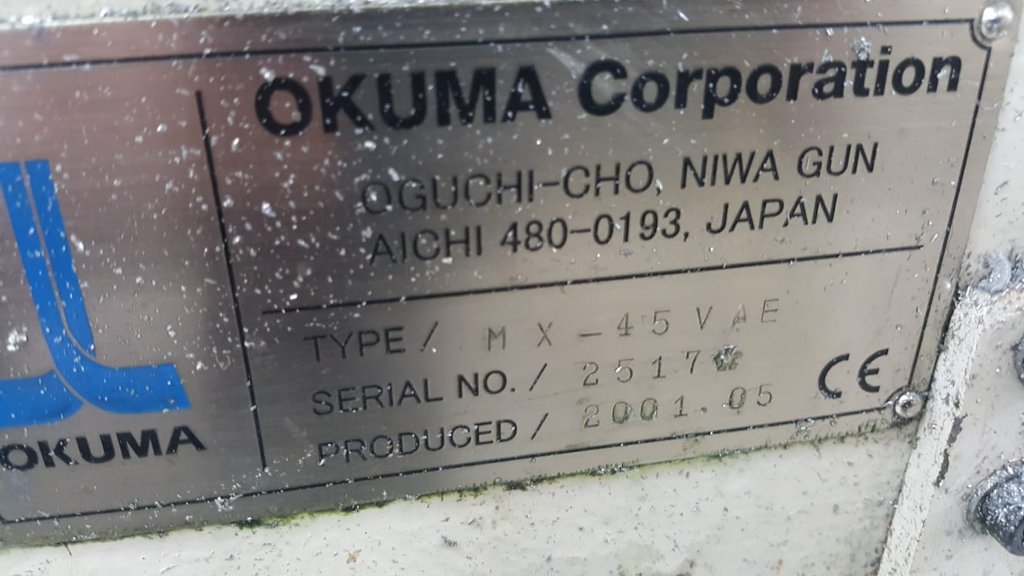 OKUMA Corporation
OGUCHI-CHO, NIWA GUN
AICHI 480-0193, JAPAN
TYPE / MX-45VAE
SERIAL NO. /
PRODUCED / 2001.05
CE
OKUMA